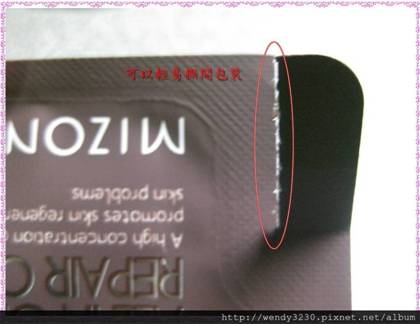 可以輕易撕開包裝
REPAIR C
A high concentration
promotes skin regener
skin problems
MIZON
http://wendy3230.pixnet.net/album